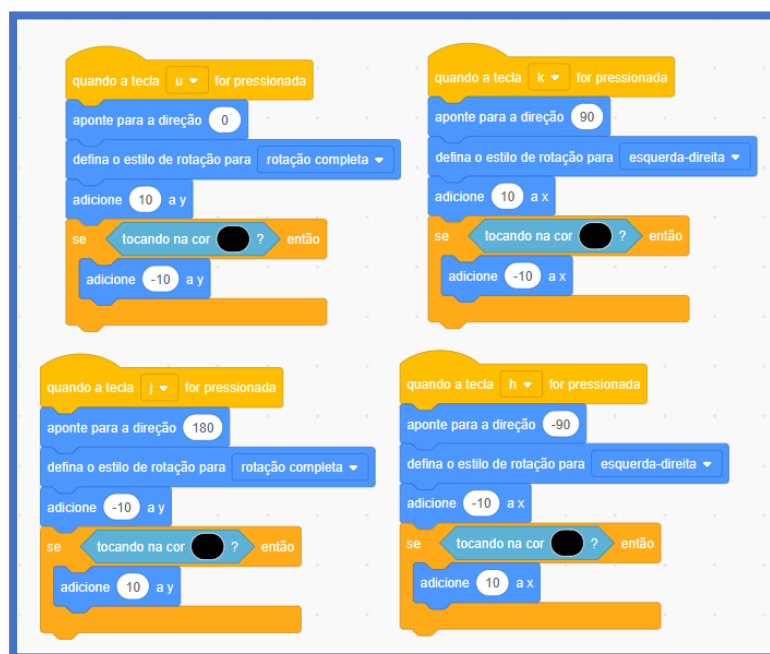 quando a tecla u for pressionada
aponte para a direção 0
defina o estilo de rotação para rotação completa
adicione 10 a y
se tocando na cor ? então
adicione -10 a y
quando a tecla k for pressionada
aponte para a direção 90
defina o estilo de rotação para esquerda-direita
adicione 10 a x
se tocando na cor ? então
adicione -10 a x
quando a tecla j for pressionada
aponte para a direção 180
defina o estilo de rotação para rotação completa
adicione -10 a y
se tocando na cor ? então
adicione 10 a y
quando a tecla h for pressionada
aponte para a direção -90
defina o estilo de rotação para esquerda-direita
adicione -10 a x
se tocando na cor ? então
adicione 10 a x